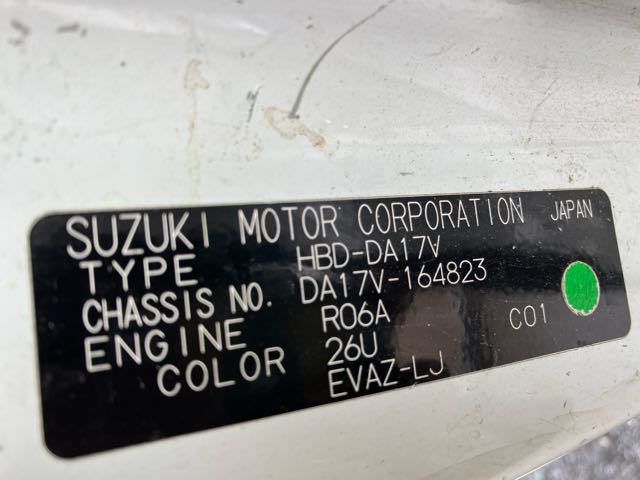 SUZUKI MOTOR CORPORATION JAPAN
TYPE HBD-DA17V
CHASSIS NO. DA17V-164823
ENGINE R06A C01
COLOR 26U
EVAZ-LJ